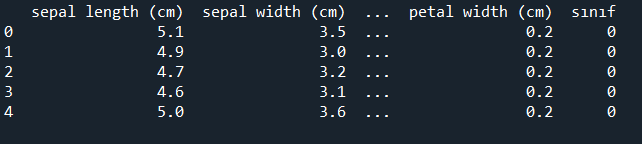 sepal length (cm) sepal width (cm) ... petal width (cm) sınıf
0 5.1 3.5 ... 0.2 0
1 4.9 3.0 ... 0.2 0
2 4.7 3.2 ... 0.2 0
3 4.6 3.1 ... 0.2 0
4 5.0 3.6 ... 0.2 0